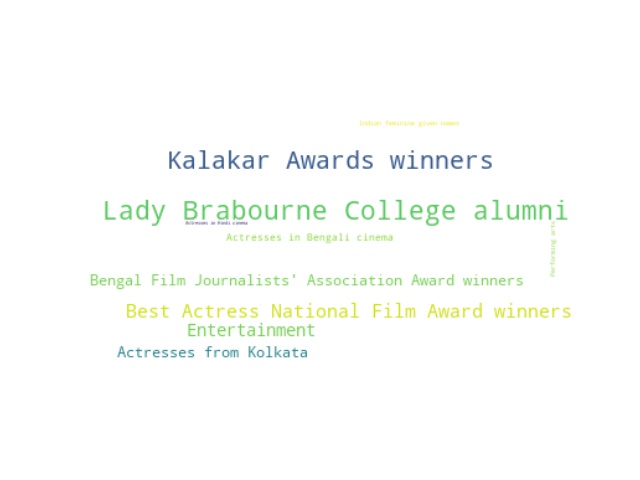 Indian feminine given names
Kalakar Awards winners
Lady Brabourne College alumni
Actresses in Hindi cinema
Actresses in Bengali cinema
Performing arts
Bengal Film Journalists' Association Award winners
Best Actress National Film Award winners
Entertainment
Actresses from Kolkata